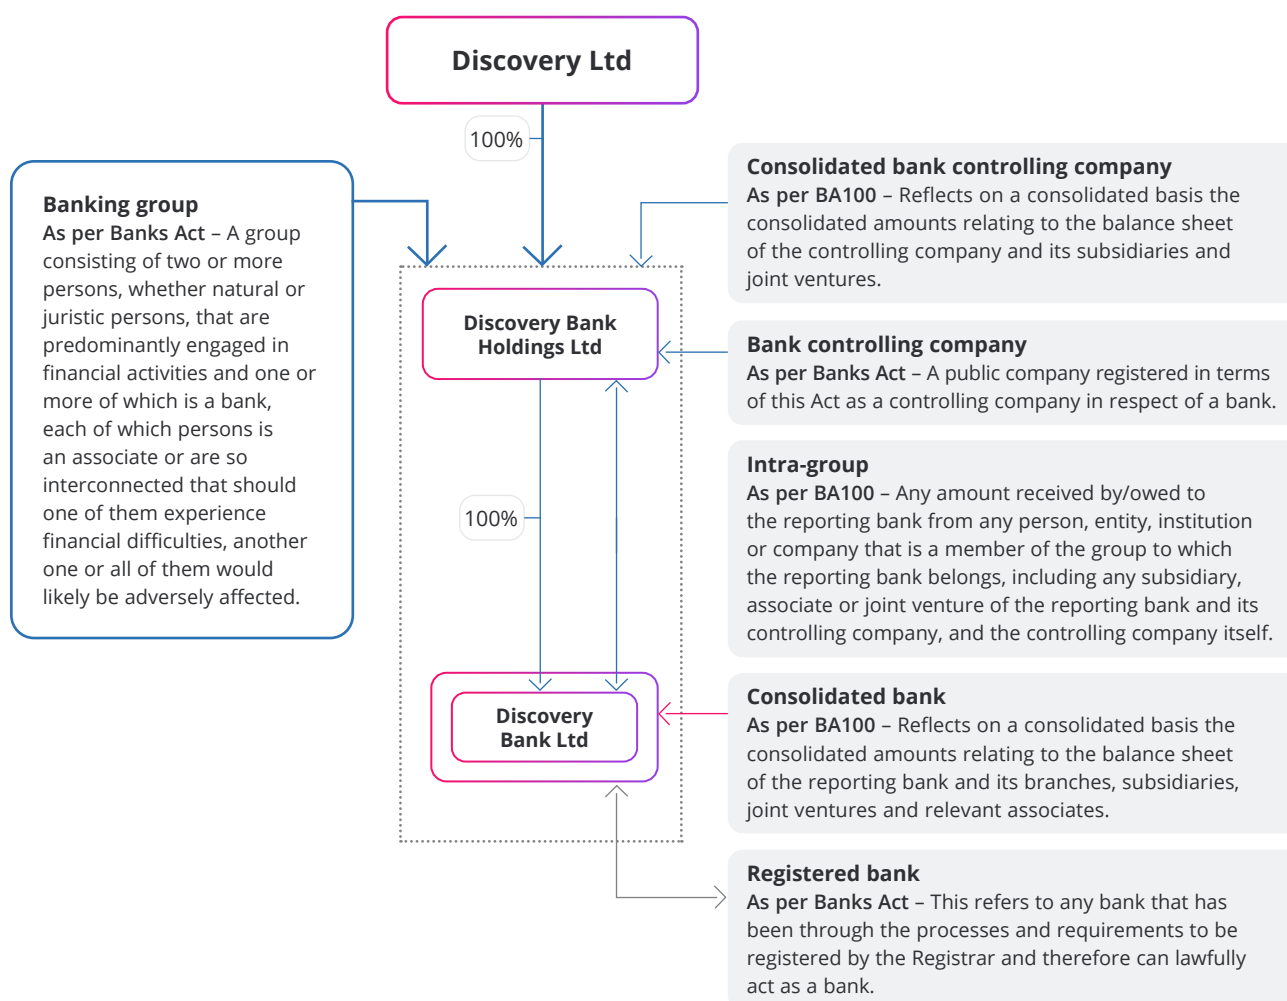 Discovery Ltd
100%
Banking group
As per Banks Act – A group
consisting of two or more
persons, whether natural or
juristic persons, that are
predominantly engaged in
financial activities and one or
more of which is a bank,
each of which persons is
an associate or are so
interconnected that should
one of them experience
financial difficulties, another
one or all of them would
likely be adversely affected.
Discovery Bank
Holdings Ltd
100%
Discovery
Bank Ltd
Consolidated bank controlling company
As per BA100 – Reflects on a consolidated basis the
consolidated amounts relating to the balance sheet
of the controlling company and its subsidiaries and
joint ventures.
Bank controlling company
As per Banks Act – A public company registered in terms
of this Act as a controlling company in respect of a bank.
Intra-group
As per BA100 – Any amount received by/owed to
the reporting bank from any person, entity, institution
or company that is a member of the group to which
the reporting bank belongs, including any subsidiary,
associate or joint venture of the reporting bank and its
controlling company, and the controlling company itself.
Consolidated bank
As per BA100 – Reflects on a consolidated basis the
consolidated amounts relating to the balance sheet
of the reporting bank and its branches, subsidiaries,
joint ventures and relevant associates.
Registered bank
As per Banks Act – This refers to any bank that has
been through the processes and requirements to be
registered by the Registrar and therefore can lawfully
act as a bank.